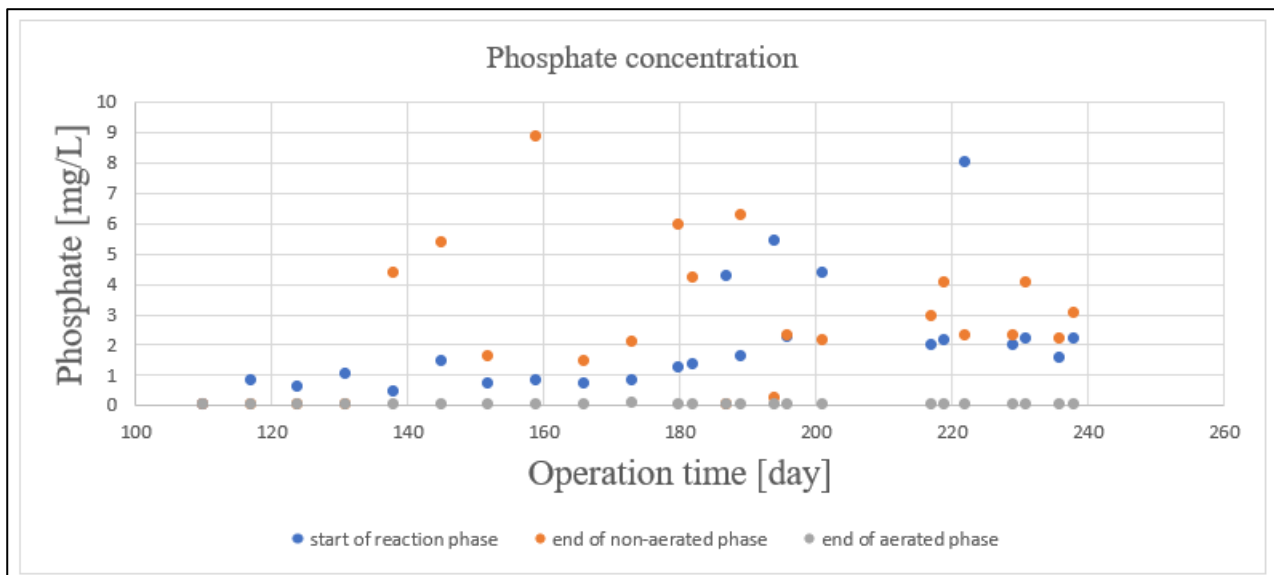 Phosphate concentration
Phosphate [mg/L]
10
9
8
7
6
5
4
3
2
1
0
100 120 140 160 180 200 220 240 260
Operation time [day]
start of reaction phase end of non-aerated phase end of aerated phase